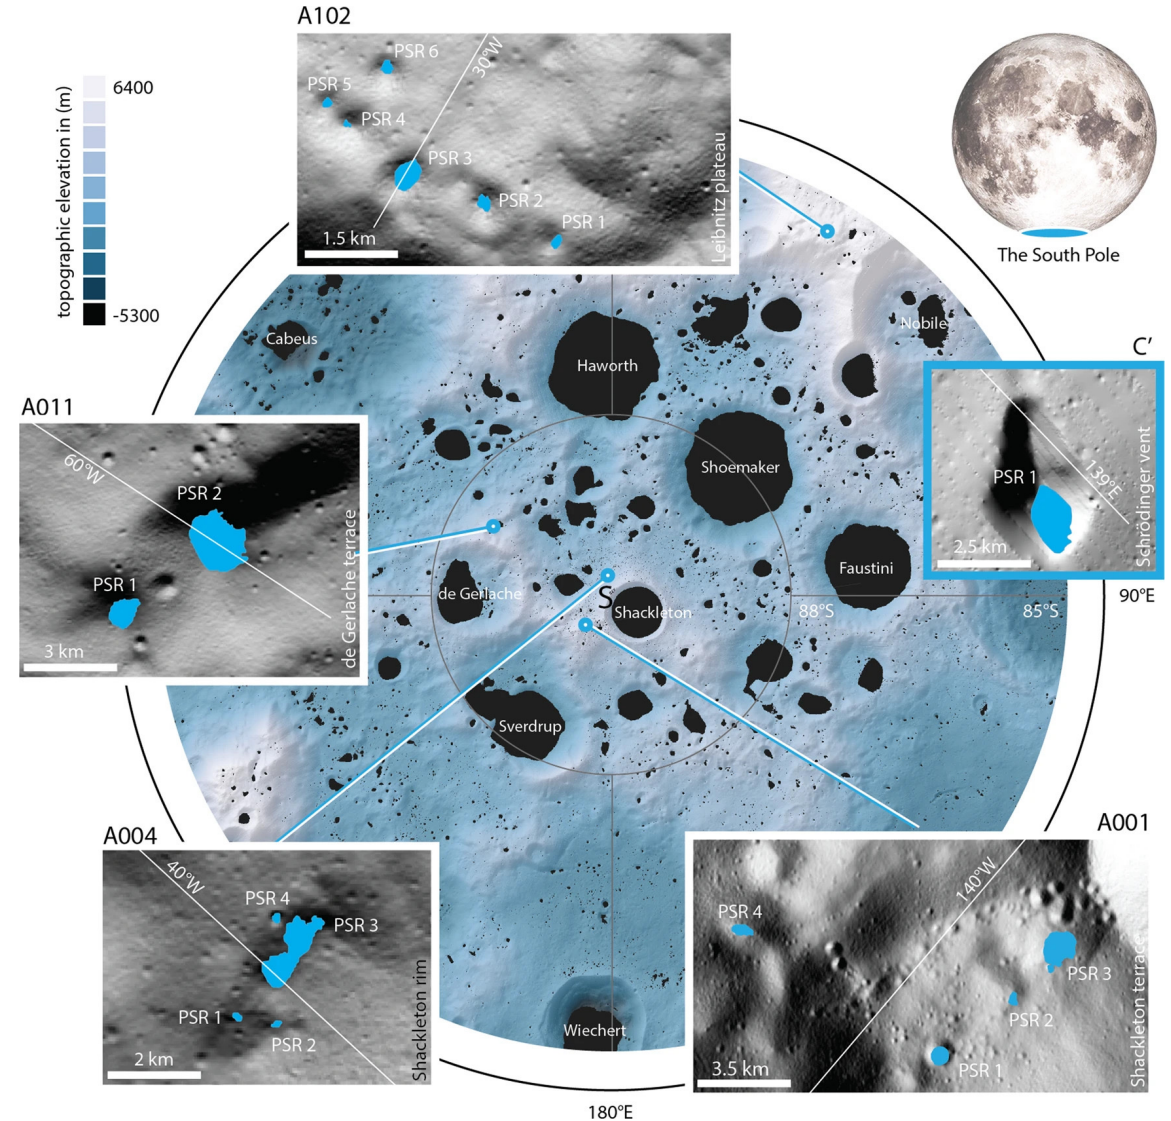 A102
PSR 6
30°W
PSR 5
PSR 4
PSR 3
PSR 2
PSR 1
1.5 km
Leibnitz plateau
topographic elevation in (m)
6400
-5300
The South Pole
Cabeus
Haworth
Nobile
Shoemaker
Faustini
de Gerlache
S
Shackleton
88°S
85°S
90°E
Sverdrup
Wiechert
180°E
C’
PSR 1
139°E
2.5 km
Schrödinger vent
A011
60°W
PSR 2
PSR 1
3 km
de Gerlache terrace
A004
40°W
PSR 4
PSR 3
PSR 1
PSR 2
2 km
Shackleton rim
A001
140°W
PSR 4
PSR 3
PSR 2
PSR 1
3.5 km
Shackleton terrace